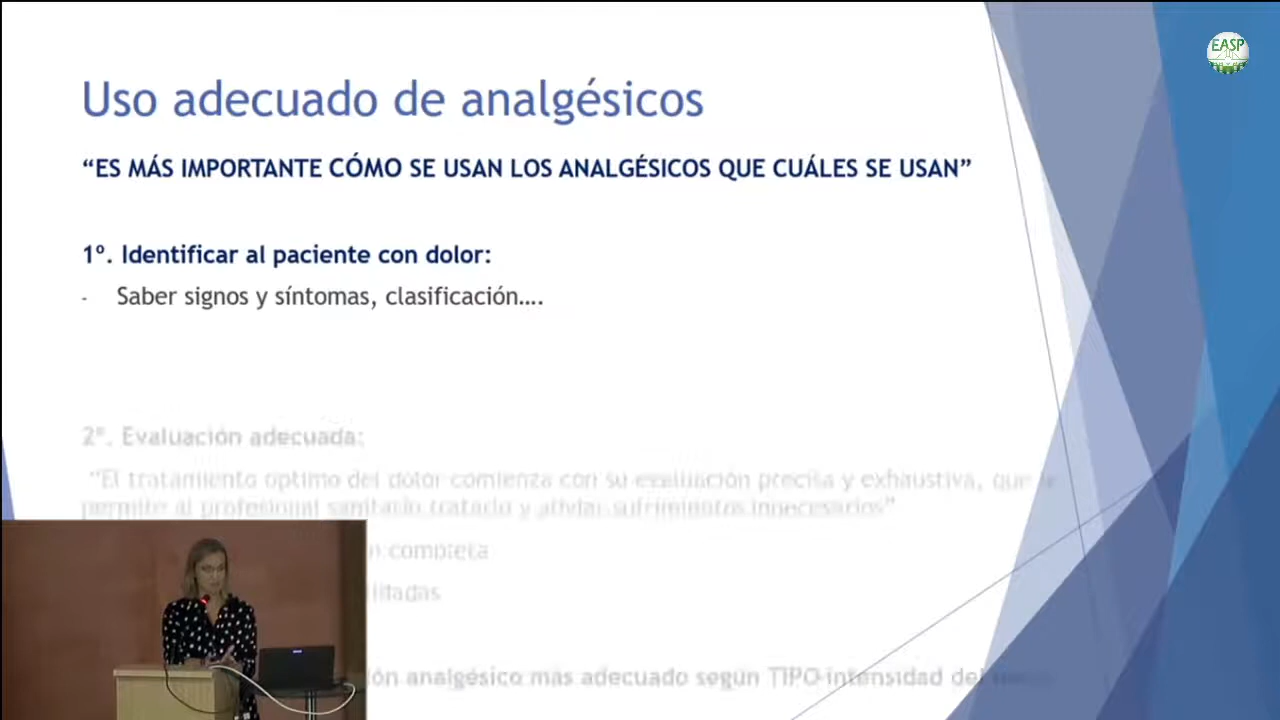 EASP
Uso adecuado de analgésicos
“ES MÁS IMPORTANTE CÓMO SE USAN LOS ANALGÉSICOS QUE CUÁLES SE USAN”
1º. Identificar al paciente con dolor:
- Saber signos y síntomas, clasificación....
2º. Evaluación adecuada:
“El tratamiento optimo del dolor comienza con su evaluación precisa y exhaustiva, que le
permite al profesional sanitario tratarlo y aliviar sufrimientos innecesarios”
completa
ón analgésico más adecuado según TIPO-intensidad del